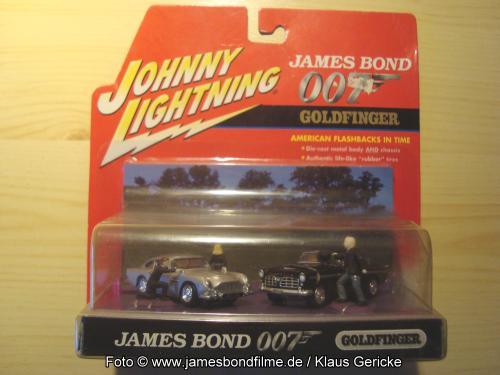 JOHNNY
LIGHTNING
JAMES BOND
007
GOLDFINGER
AMERICAN FLASHBACKS IN TIME
• Die-cast metal body AND chassis
• Authentic life-like "rubber" tires
JAMES BOND 007
GOLDFINGER
Foto © www.jamesbondfilme.de / Klaus Gericke